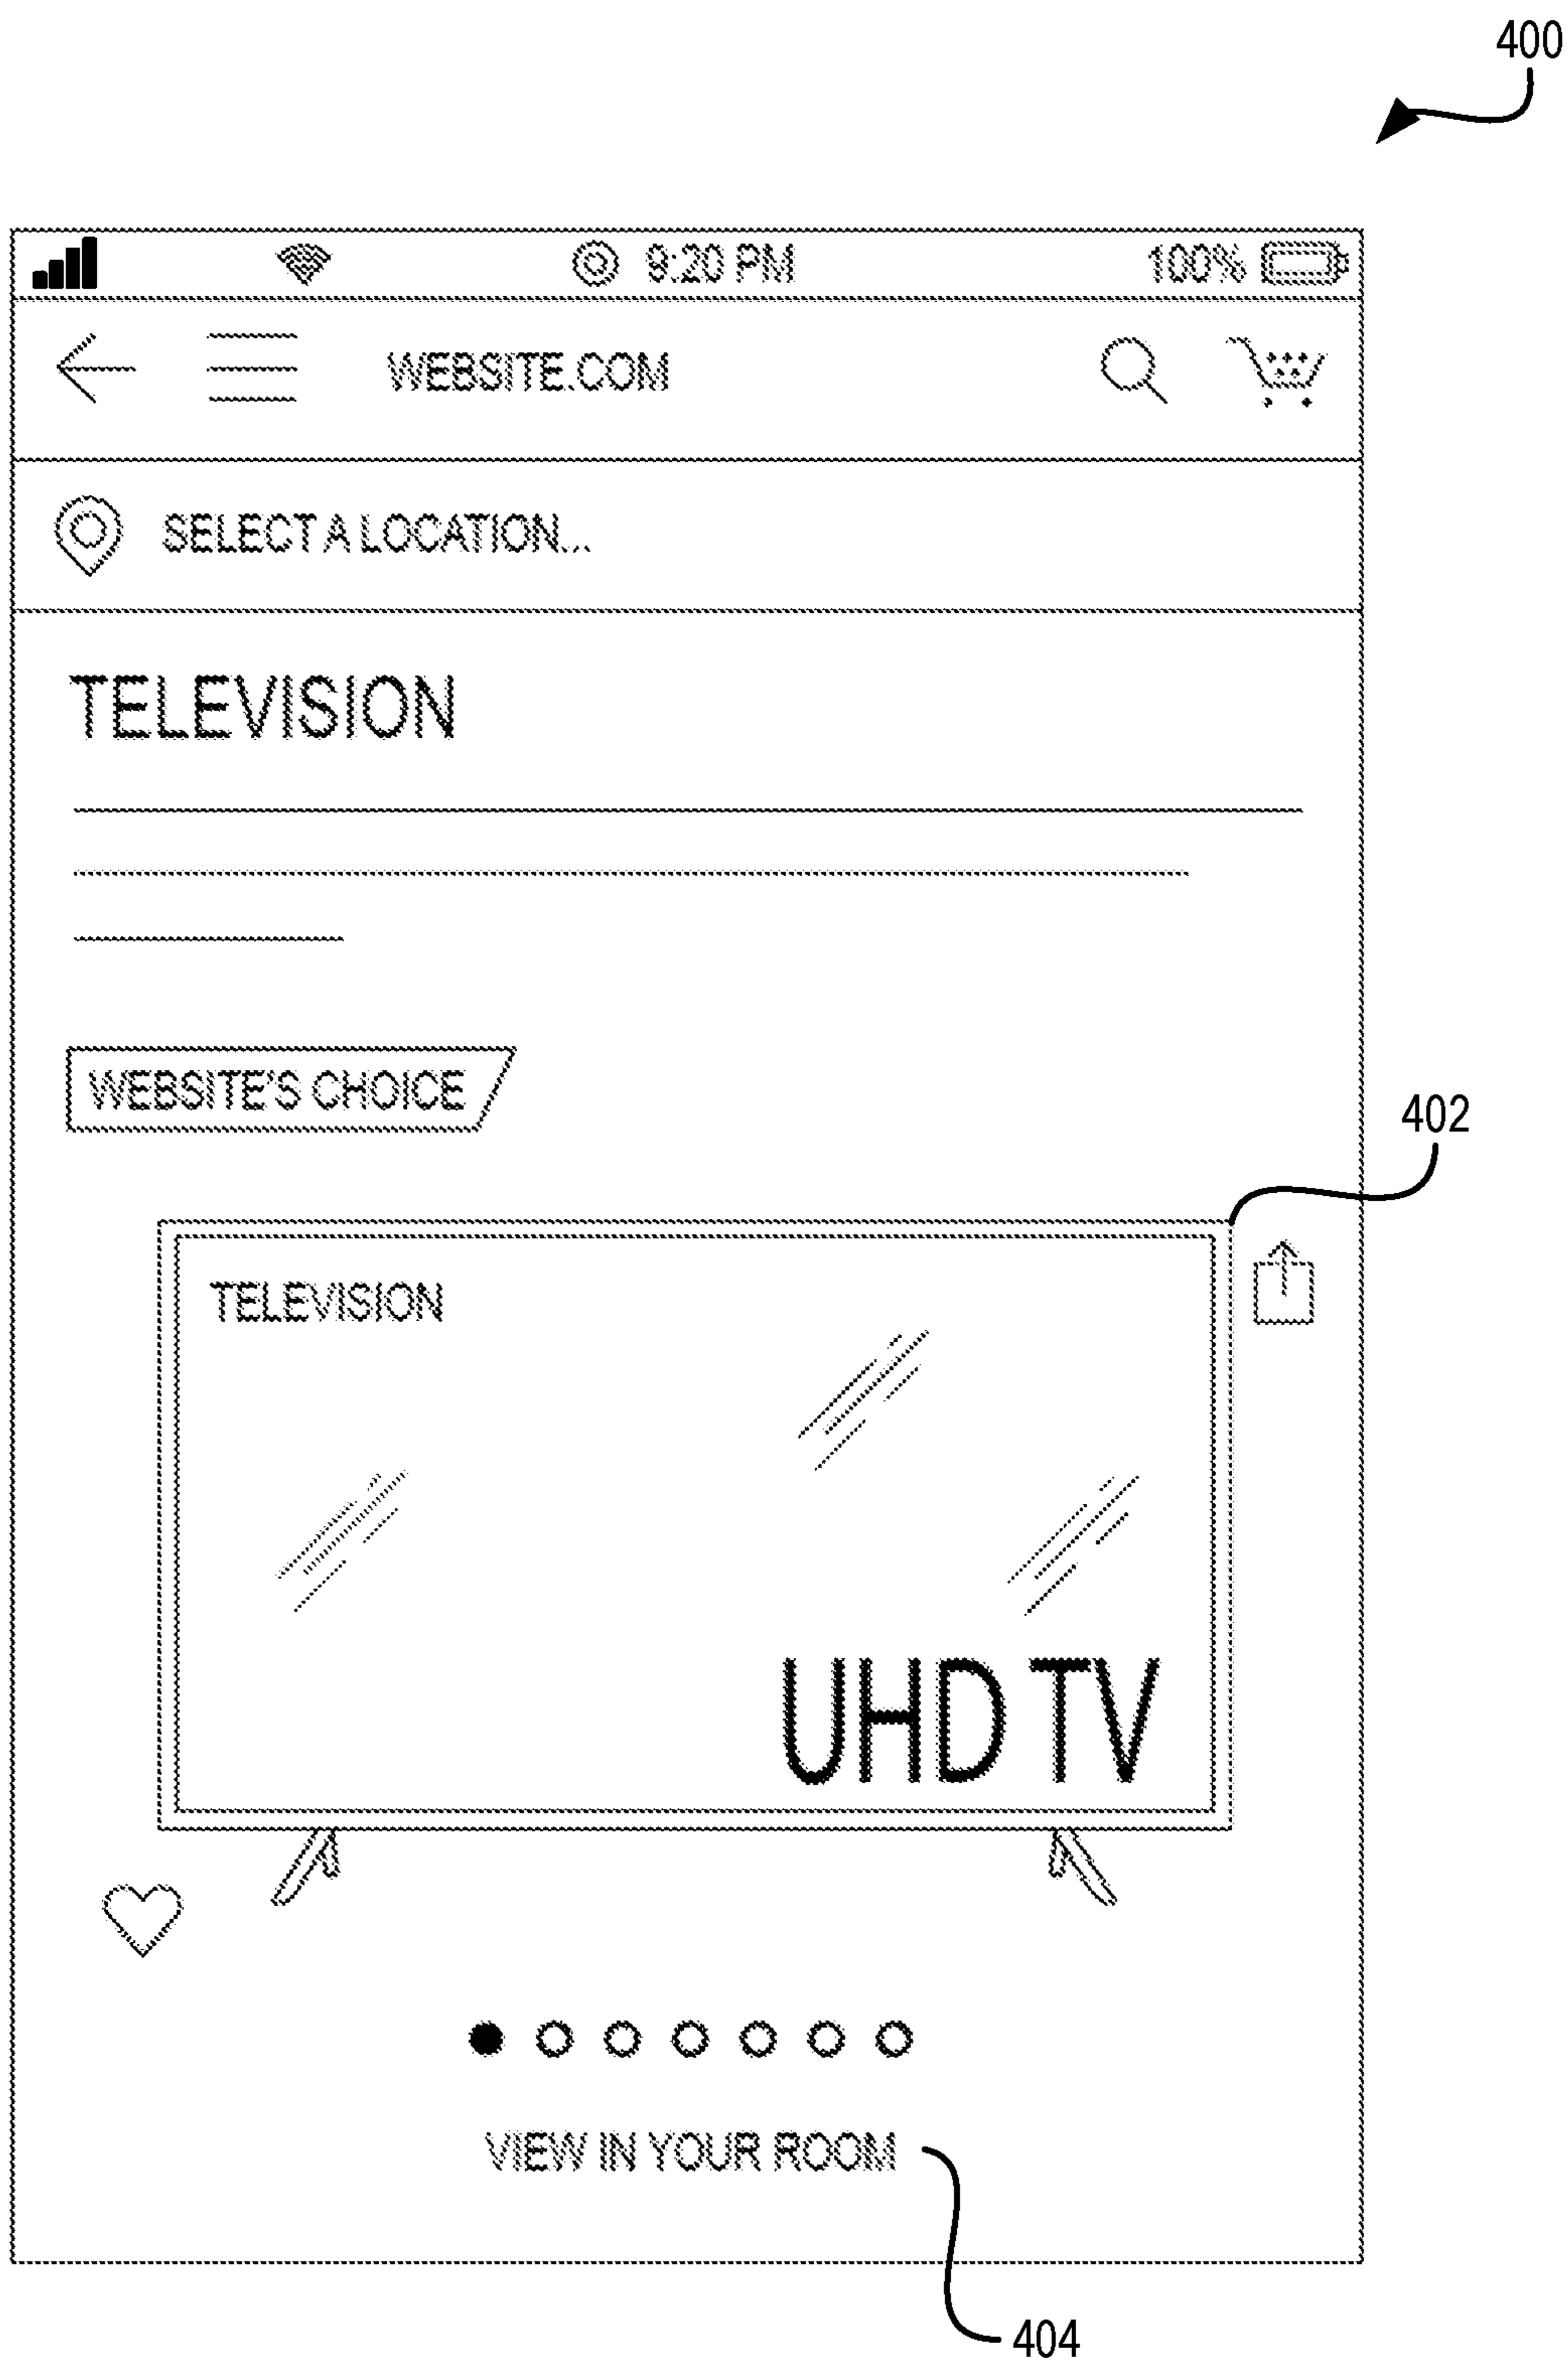 400
9:20 PM 100%
WEBSITE.COM
SELECT A LOCATION...
TELEVISION
WEBSITE'S CHOICE
402
TELEVISION
UHD TV
VIEW IN YOUR ROOM
404